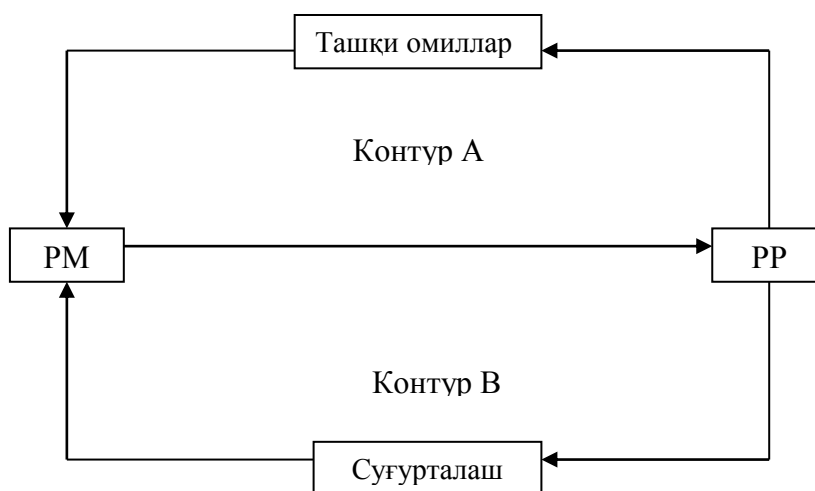 Ташқи омиллар
Контур А
РМ
РР
Контур В
Суғурталаш